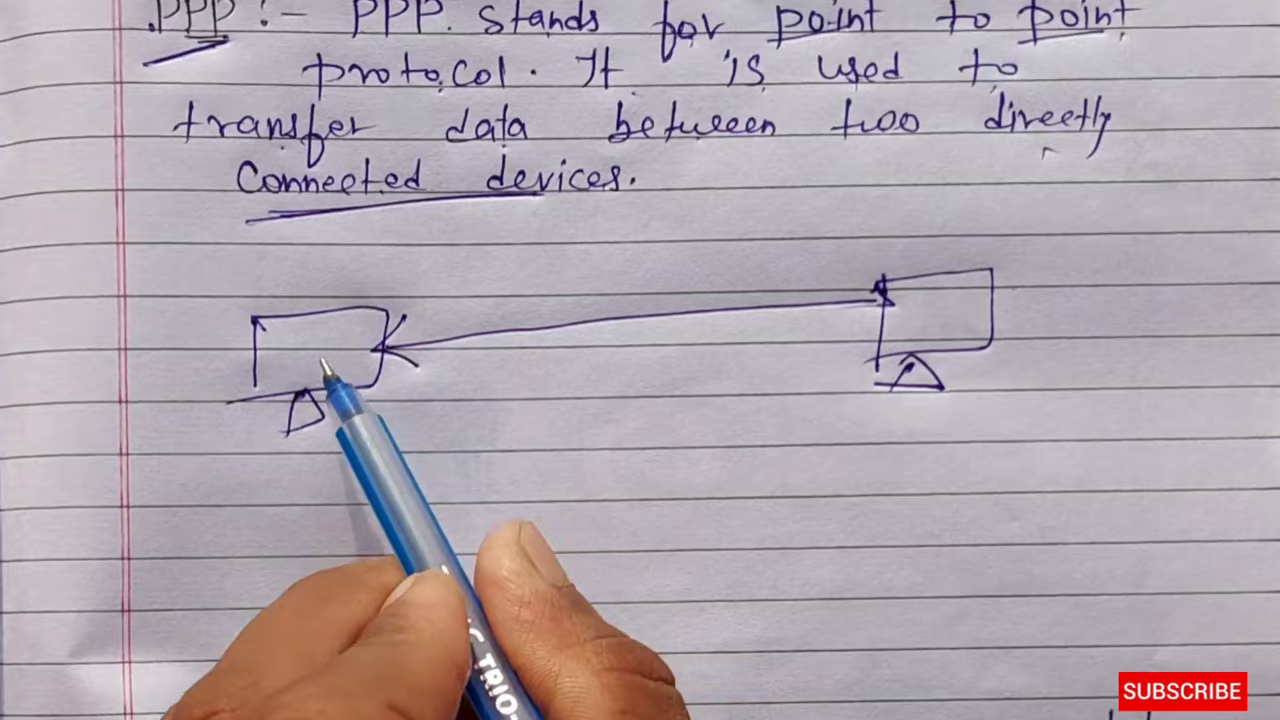 .PPP :- PPP. stands for point to point
protocol. It is used to
transfer data between two directly
Connected devices.
TRIO
SUBSCRIBE